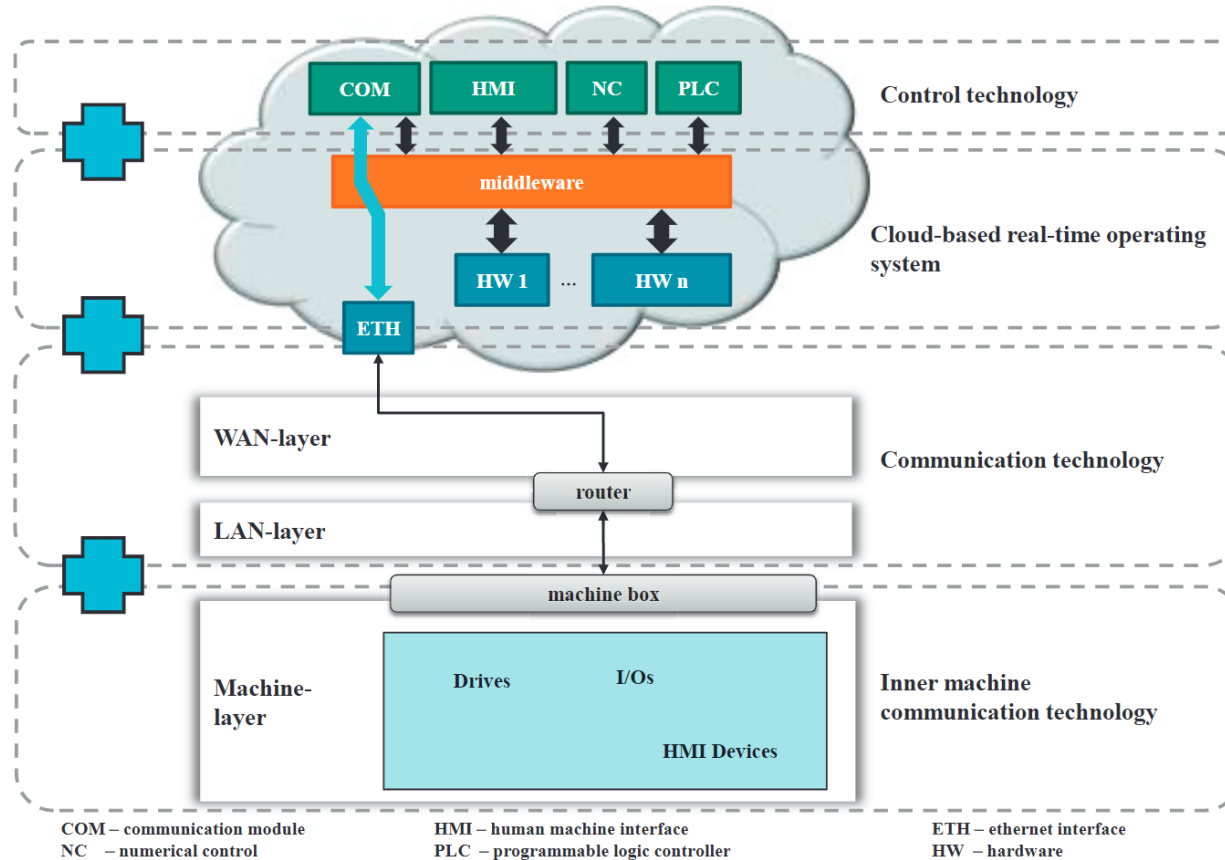 COM
HMI
NC
PLC
Control technology
middleware
Cloud-based real-time operating
system
HW 1
...
HW n
ETH
WAN-layer
Communication technology
router
LAN-layer
machine box
Machine-
layer
Drives
I/Os
HMI Devices
Inner machine
communication technology
COM – communication module
HMI – human machine interface
ETH – ethernet interface
NC – numerical control
PLC – programmable logic controller
HW – hardware